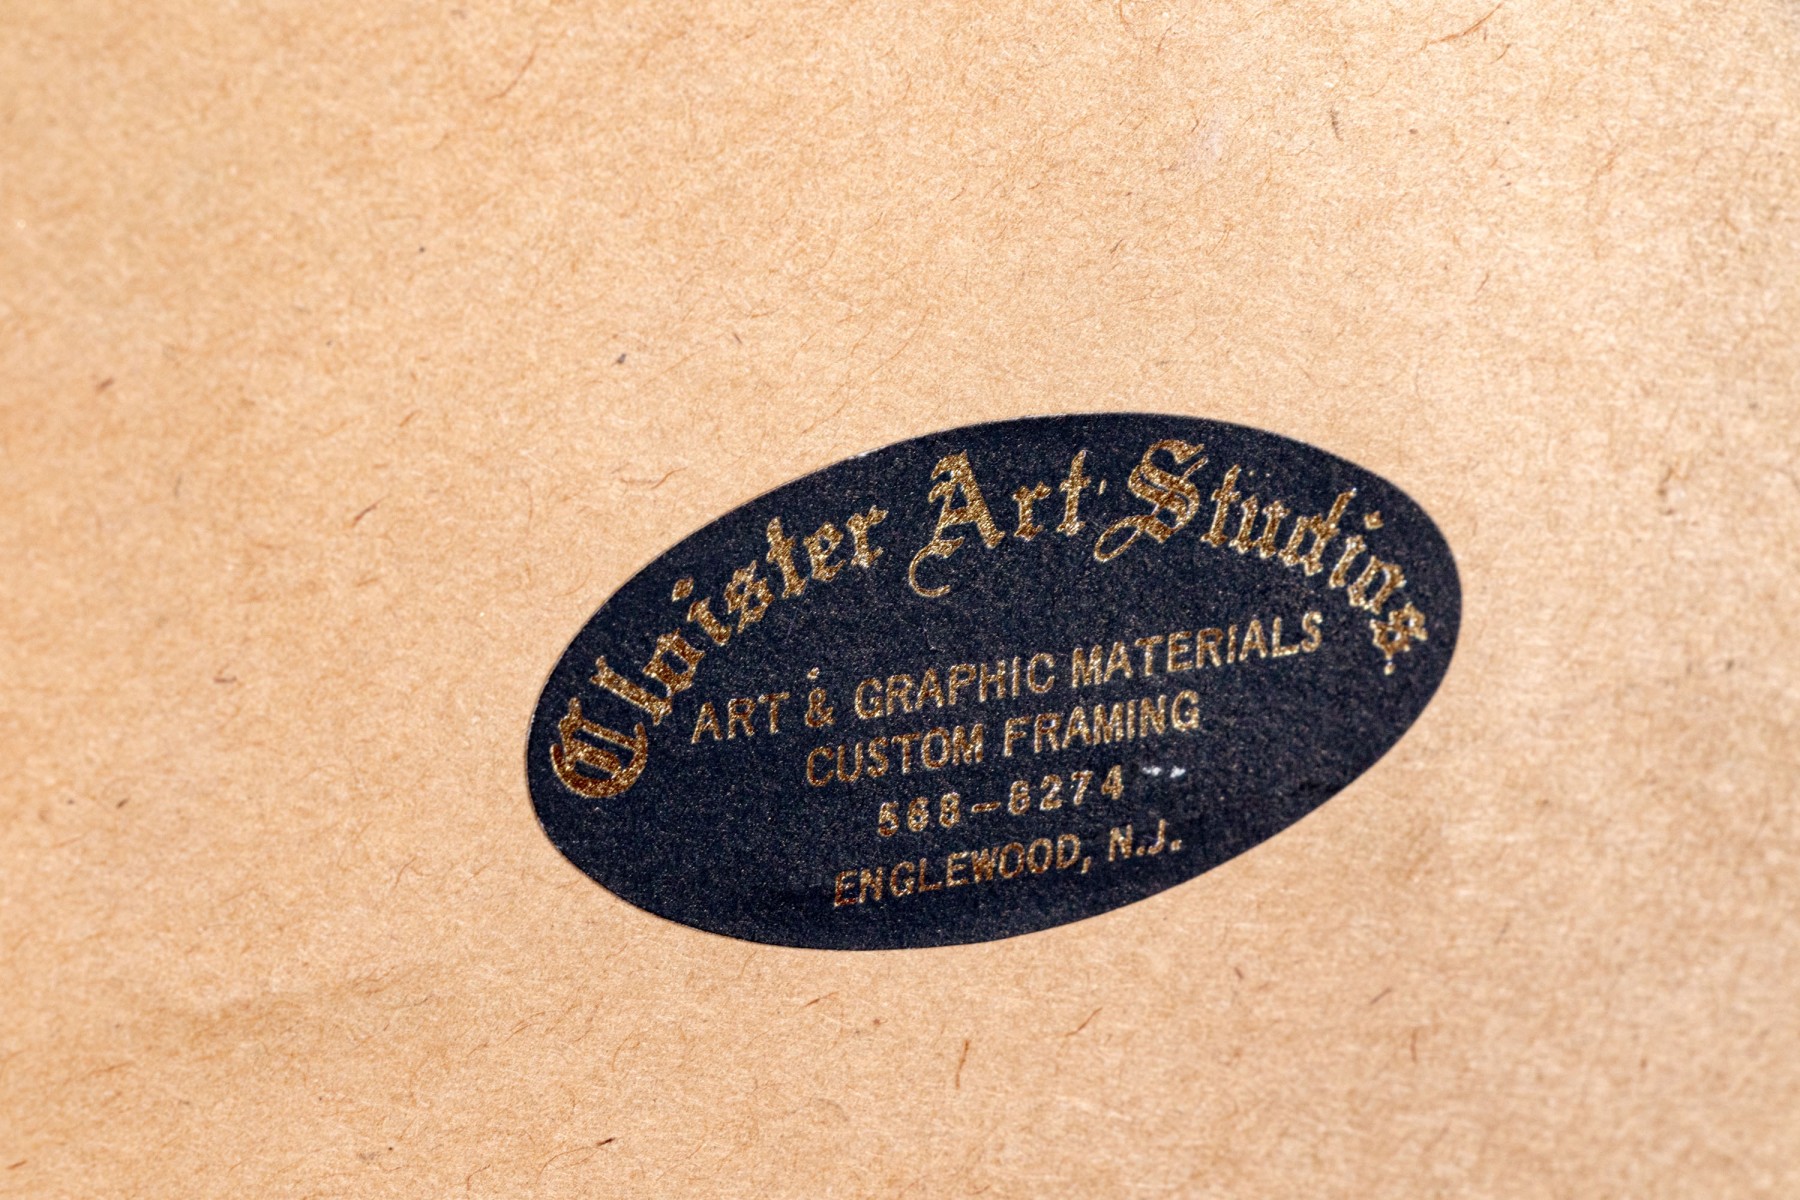 Cloister Art Studios
ART & GRAPHIC MATERIALS
CUSTOM FRAMING
568-8274
ENGLEWOOD, N.J.